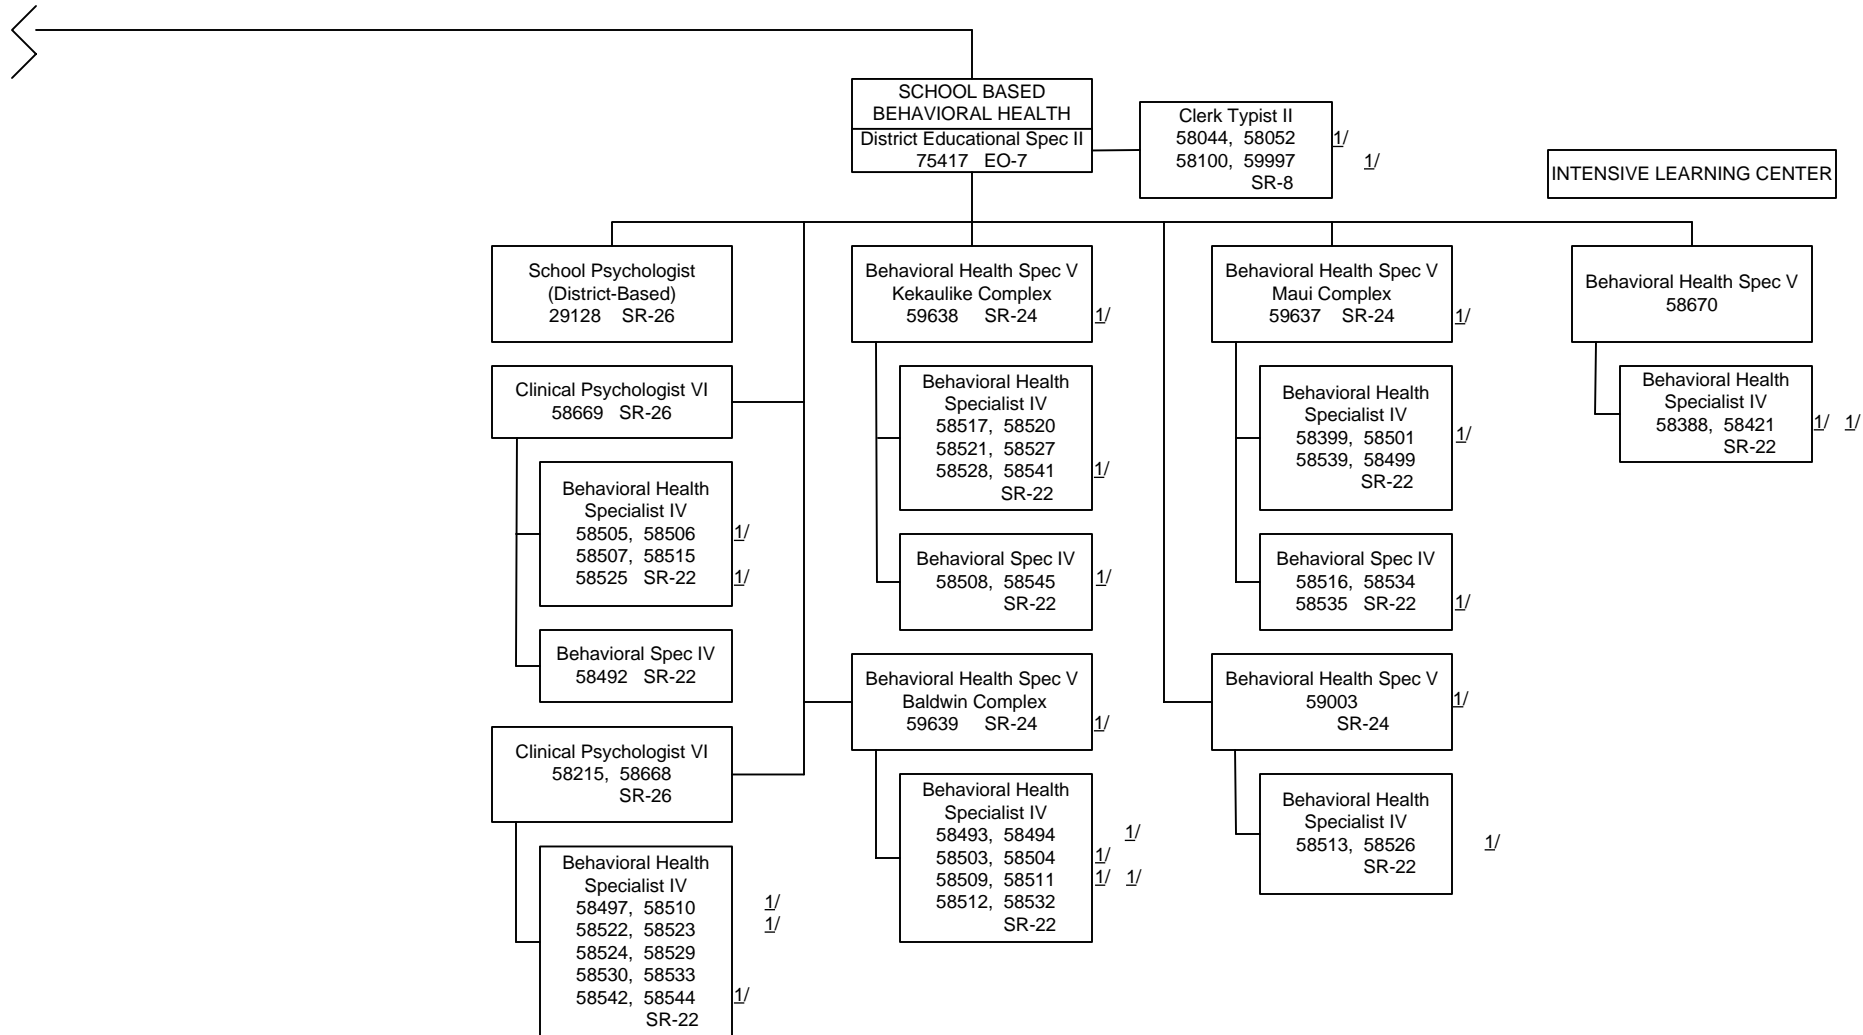 SCHOOL BASED
BEHAVIORAL HEALTH
District Educational Spec II
75417 EO-7
Clerk Typist II
58044, 58052 1/
58100, 59997 1/
SR-8
INTENSIVE LEARNING CENTER
School Psychologist
(District-Based)
29128 SR-26
Clinical Psychologist VI
58669 SR-26
Behavioral Health
Specialist IV
58505, 58506 1/
58507, 58515
58525 SR-22 1/
Behavioral Spec IV
58492 SR-22
Clinical Psychologist VI
58215, 58668
SR-26
Behavioral Health
Specialist IV
58497, 58510 1/
58522, 58523 1/
58524, 58529
58530, 58533
58542, 58544 1/
SR-22
Behavioral Health Spec V
Kekaulike Complex
59638 SR-24 1/
Behavioral Health
Specialist IV
58517, 58520
58521, 58527
58528, 58541 1/
SR-22
Behavioral Spec IV
58508, 58545 1/
SR-22
Behavioral Health Spec V
Baldwin Complex
59639 SR-24 1/
Behavioral Health
Specialist IV
58493, 58494 1/
58503, 58504 1/
58509, 58511 1/ 1/
58512, 58532
SR-22
Behavioral Health Spec V
Maui Complex
59637 SR-24 1/
Behavioral Health
Specialist IV
58399, 58501 1/
58539, 58499
SR-22
Behavioral Spec IV
58516, 58534
58535 SR-22 1/
Behavioral Health Spec V
59003 1/
SR-24
Behavioral Health
Specialist IV
58513, 58526 1/
SR-22
Behavioral Health Spec V
58670
Behavioral Health
Specialist IV
58388, 58421 1/ 1/
SR-22